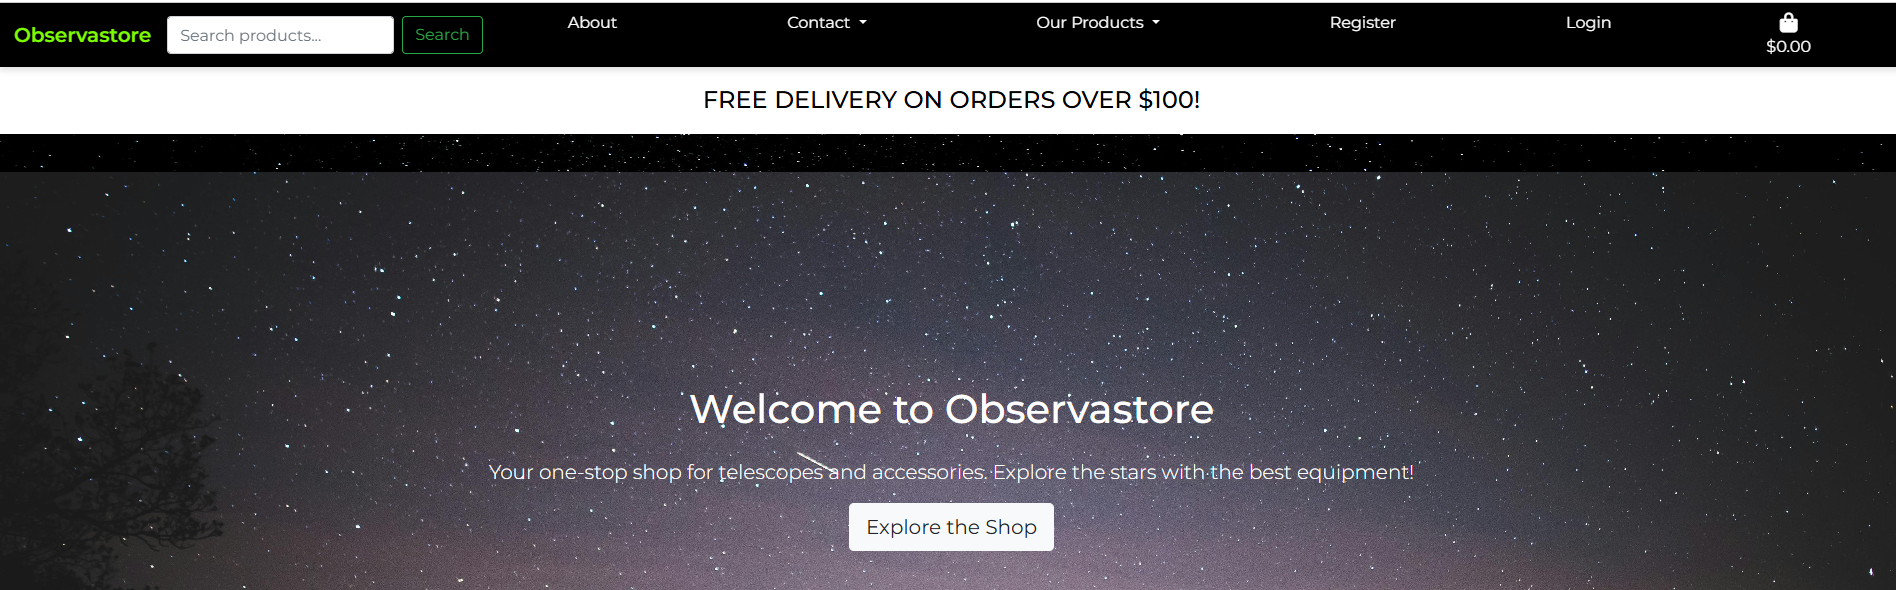 Observastore Search products... Search About Contact Our Products Register Login
$0.00
FREE DELIVERY ON ORDERS OVER $100!
Welcome to Observastore
Your one-stop shop for telescopes and accessories. Explore the stars with the best equipment!
Explore the Shop